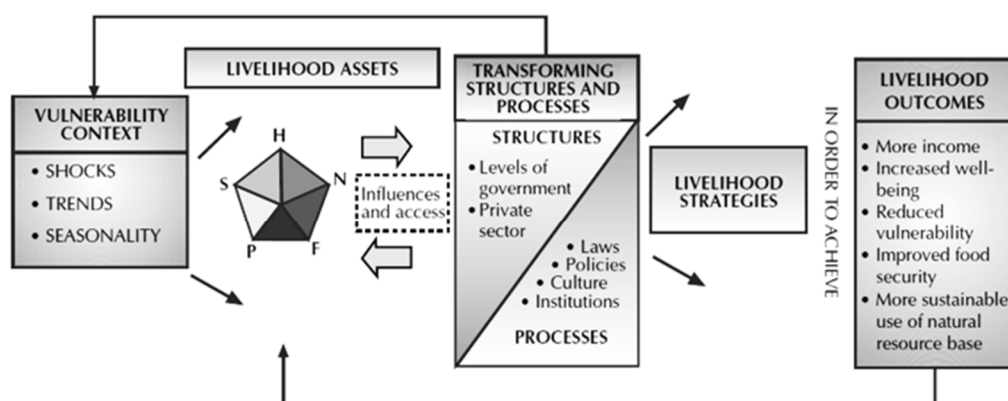 LIVELIHOOD ASSETS
VULNERABILITY
CONTEXT
• SHOCKS
• TRENDS
• SEASONALITY
H
S
N
P
F
Influences
and access
TRANSFORMING
STRUCTURES AND
PROCESSES
STRUCTURES
• Levels of
government
• Private
sector
• Laws
• Policies
• Culture
• Institutions
PROCESSES
LIVELIHOOD
STRATEGIES
IN ORDER TO ACHIEVE
LIVELIHOOD
OUTCOMES
• More income
• Increased well-
being
• Reduced
vulnerability
• Improved food
security
• More sustainable
use of natural
resource base